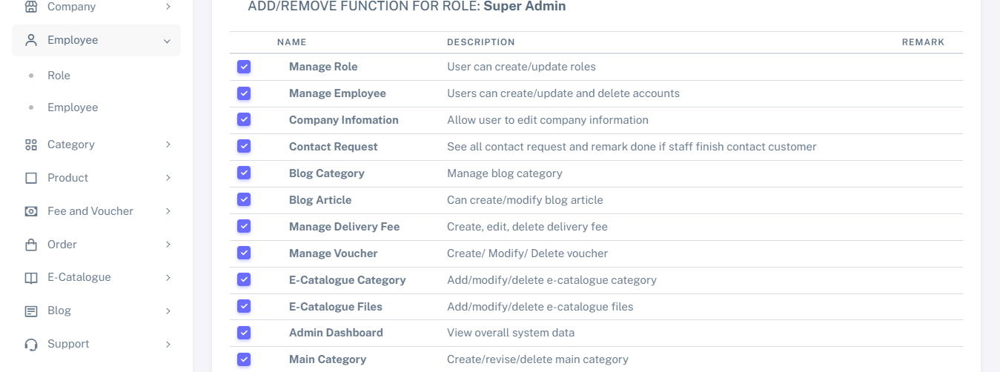 Company
Employee
Role
Employee
Category
Product
Fee and Voucher
Order
E-Catalogue
Blog
Support
ADD/REMOVE FUNCTION FOR ROLE: Super Admin
NAME DESCRIPTION REMARK
Manage Role User can create/update roles
Manage Employee Users can create/update and delete accounts
Company Infomation Allow user to edit company information
Contact Request See all contact request and remark done if staff finish contact customer
Blog Category Manage blog category
Blog Article Can create/modify blog article
Manage Delivery Fee Create, edit, delete delivery fee
Manage Voucher Create/ Modify/ Delete voucher
E-Catalogue Category Add/modify/delete e-catalogue category
E-Catalogue Files Add/modify/delete e-catalogue files
Admin Dashboard View overall system data
Main Category Create/revise/delete main category